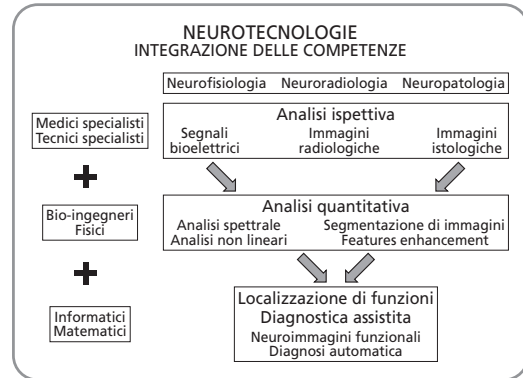 NEUROTECNOLOGIE
INTEGRAZIONE DELLE COMPETENZE
Neurofisiologia Neuroradiologia Neuropatologia
Medici specialisti
Tecnici specialisti
+
Bio-ingegneri
Fisici
+
Informatici
Matematici
Analisi ispettiva
Segnali Immagini Immagini
bioelettrici radiologiche istologiche
Analisi quantitativa
Analisi spettrale Segmentazione di immagini
Analisi non lineari Features enhancement
Localizzazione di funzioni
Diagnostica assistita
Neuroimmagini funzionali
Diagnosi automatica